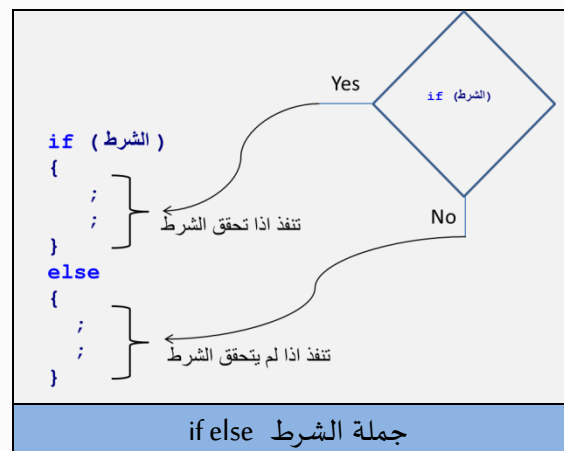 Yes
if (الشرط)
if (الشرط)
{
;
;
}
تنفذ اذا تحقق الشرط
No
else
{
;
;
}
تنفذ اذا لم يتحقق الشرط
جملة الشرط if else